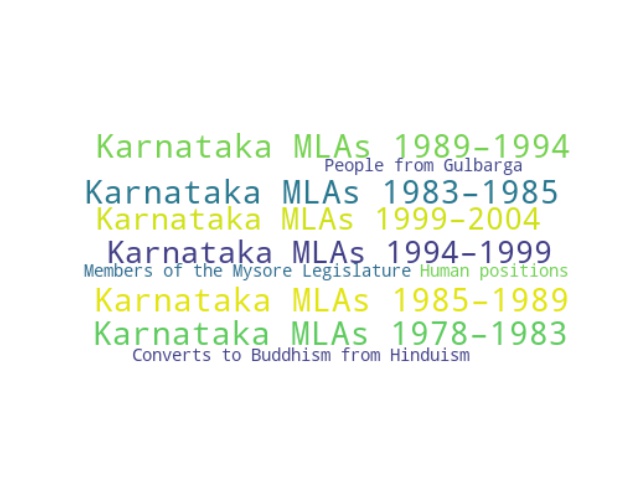 Karnataka MLAs 1989–1994
People from Gulbarga
Karnataka MLAs 1983–1985
Karnataka MLAs 1999–2004
Karnataka MLAs 1994–1999
Members of the Mysore Legislature Human positions
Karnataka MLAs 1985–1989
Karnataka MLAs 1978–1983
Converts to Buddhism from Hinduism